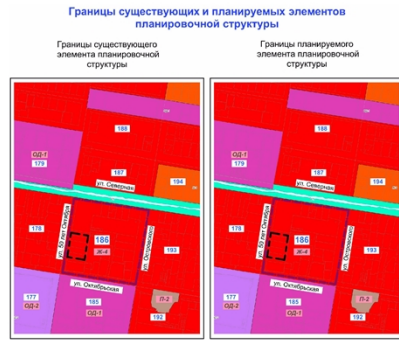 Границы существующих и планируемых элементов
планировочной структуры
Границы существующего
элемента планировочной
структуры
188
ОД-1
179
187
194
ул. Северная
178
ул. 50 лет Октября
186
Ж-4
ул. Островского
193
ул. Октябрьская
177
ОД-2
185
ОД-1
П-2
192
Границы планируемого
элемента планировочной
структуры
188
ОД-1
179
187
194
ул. Северная
178
ул. 50 лет Октября
186
Ж-4
ул. Островского
193
ул. Октябрьская
177
ОД-2
185
ОД-1
П-2
192